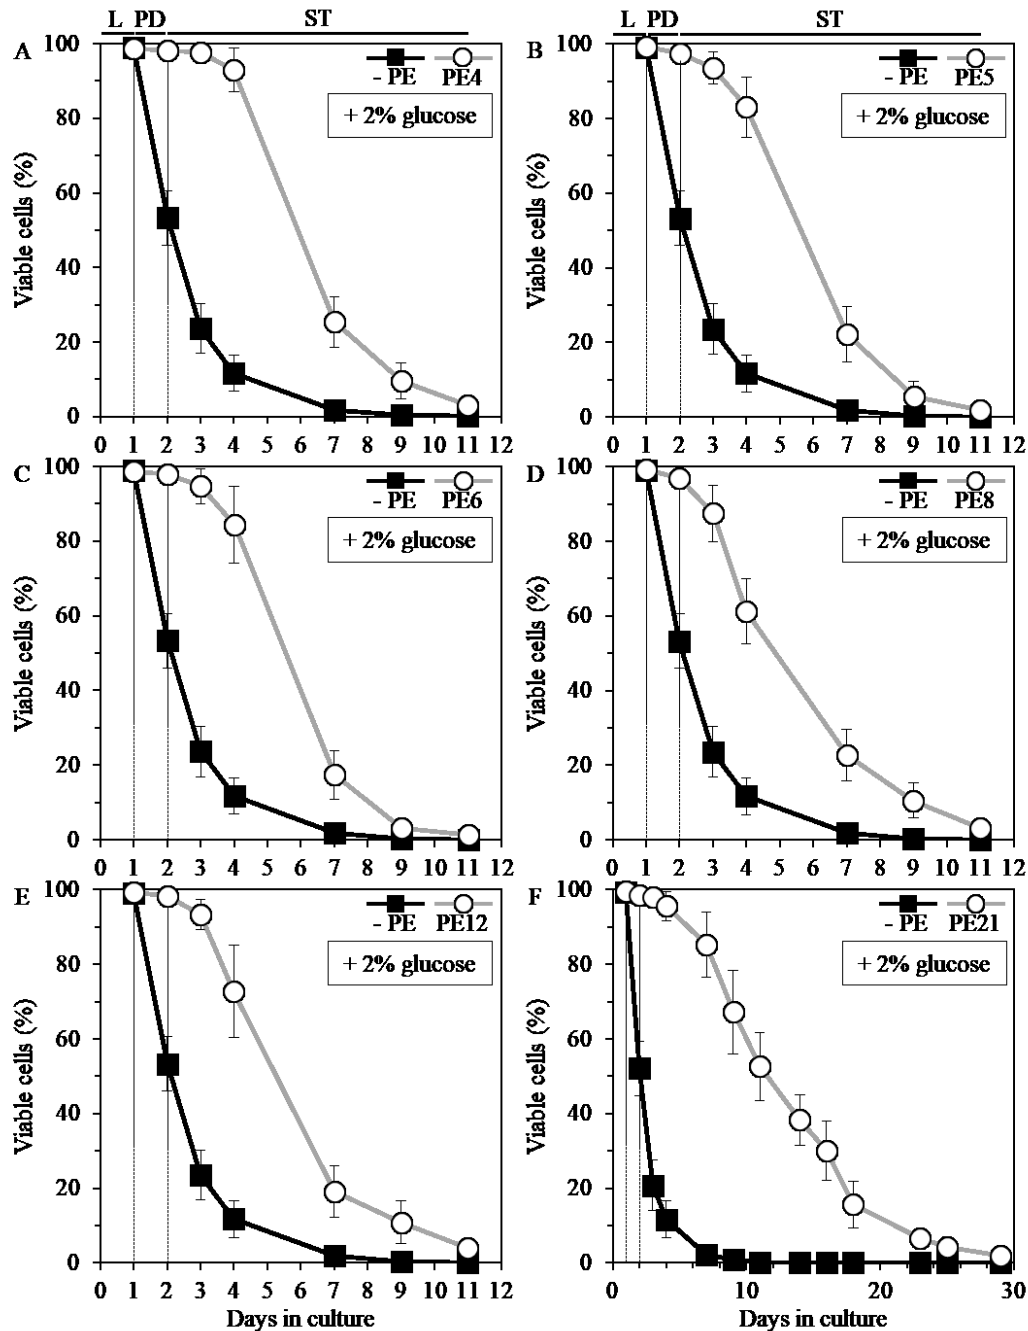 L PD ST L PD ST
A 100 - PE PE4 B 100 - PE PE5
80 + 2% glucose 80 + 2% glucose
60 60
Viable cells (%) Viable cells (%)
40 40
20 20
0 0
0 1 2 3 4 5 6 7 8 9 10 11 12 0 1 2 3 4 5 6 7 8 9 10 11 12
C 100 - PE PE6 D 100 - PE PE8
80 + 2% glucose 80 + 2% glucose
60 60
Viable cells (%) Viable cells (%)
40 40
20 20
0 0
0 1 2 3 4 5 6 7 8 9 10 11 12 0 1 2 3 4 5 6 7 8 9 10 11 12
E 100 - PE PE12 F 100 - PE PE21
80 + 2% glucose 80 + 2% glucose
60 60
Viable cells (%) Viable cells (%)
40 40
20 20
0 0
0 1 2 3 4 5 6 7 8 9 10 11 12 0 10 20 30
Days in culture Days in culture